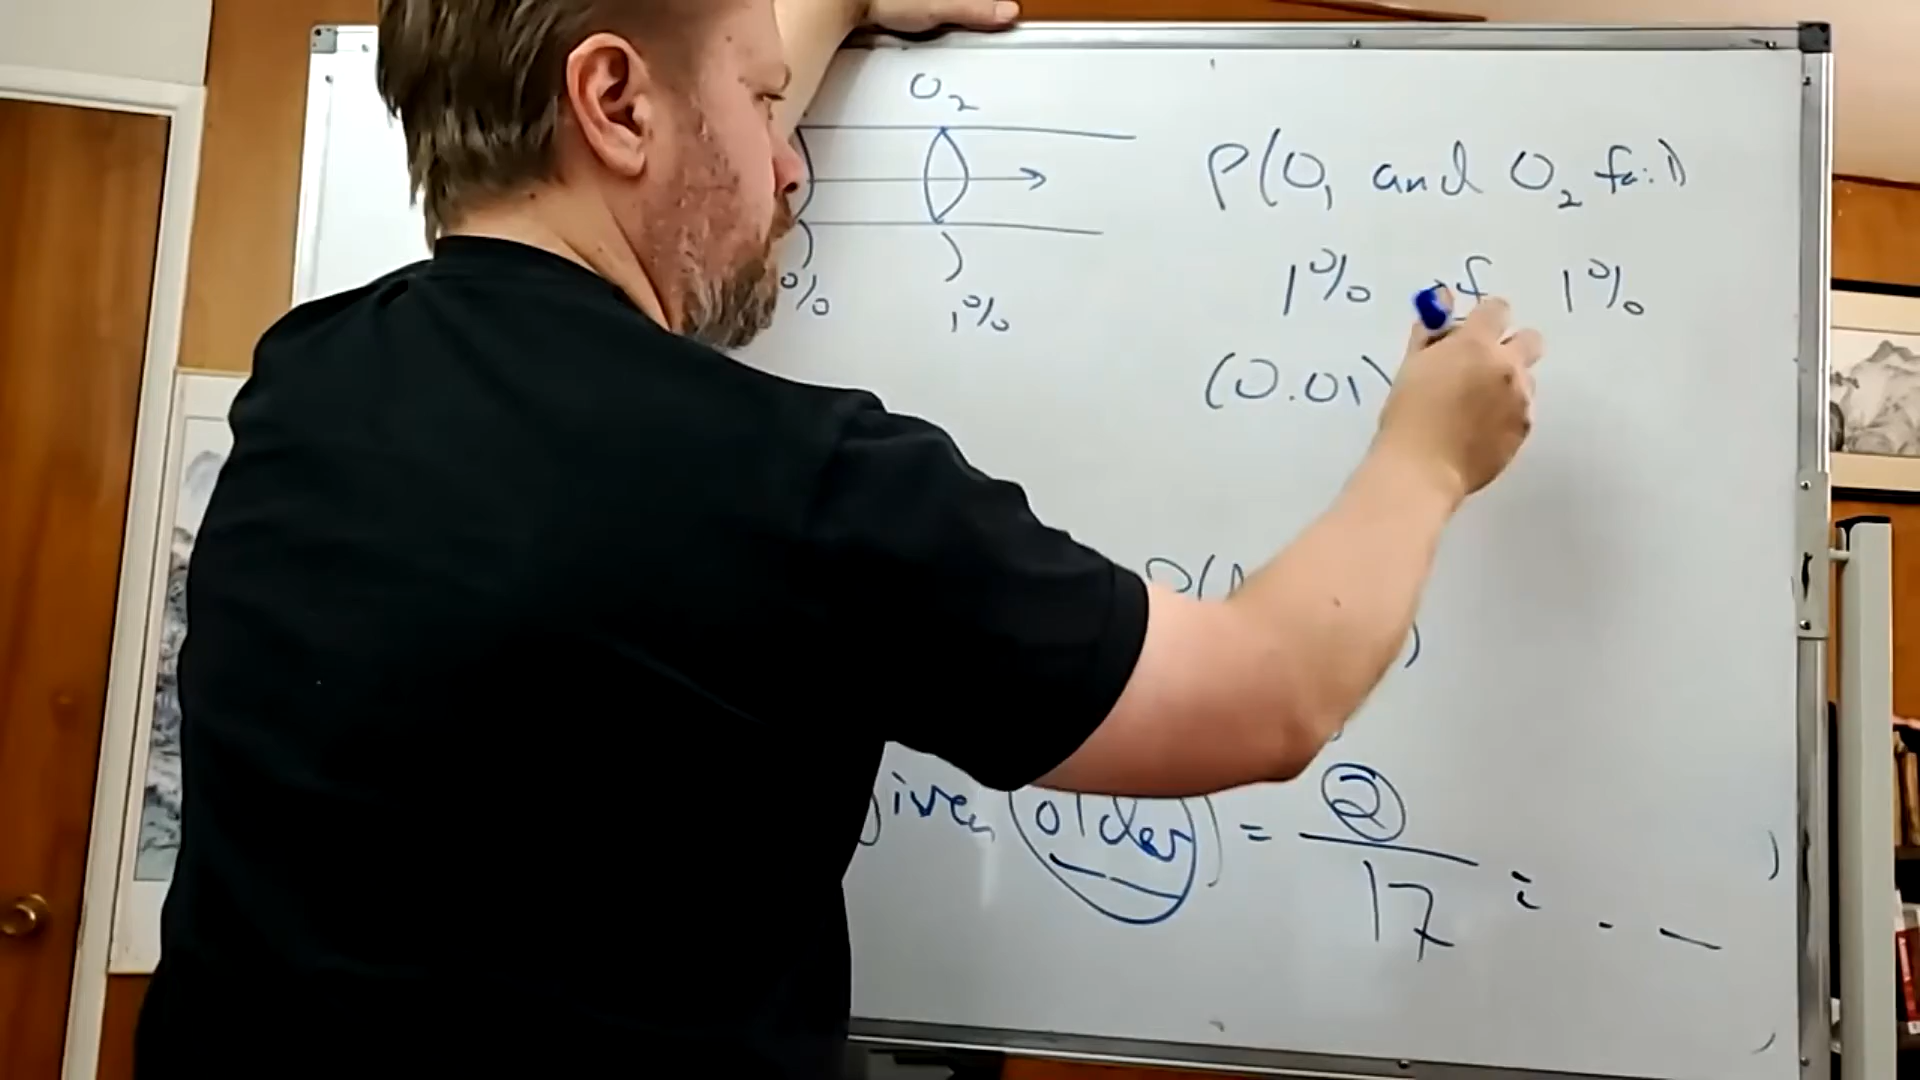 O₂
P(O₁ and O₂ fail)
% 1%
1% of 1%
(0.01)
P(
)
given older) = 2/17 = . . –